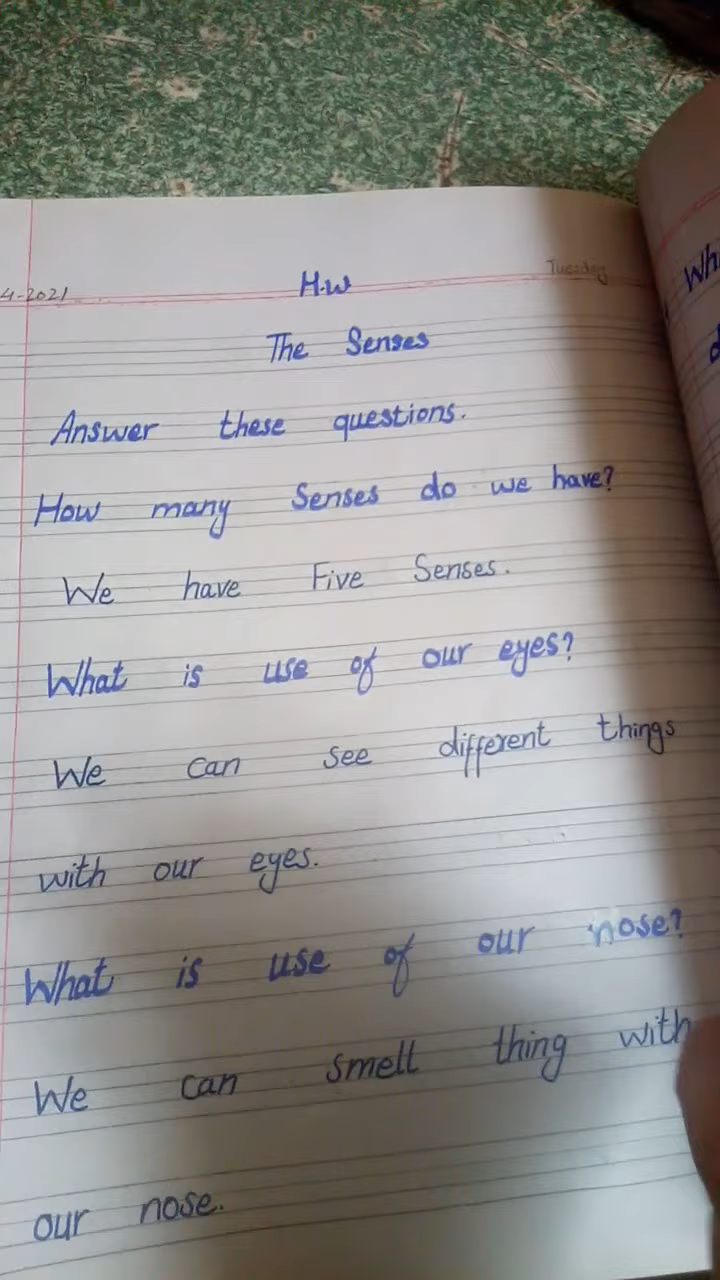 4-2021 H.w Tuesday
The Senses
Answer these questions.
How many Senses do we have?
We have Five Senses.
What is use of our eyes?
We can see different things
with our eyes.
What is use of our nose?
We can smell thing with
our nose.